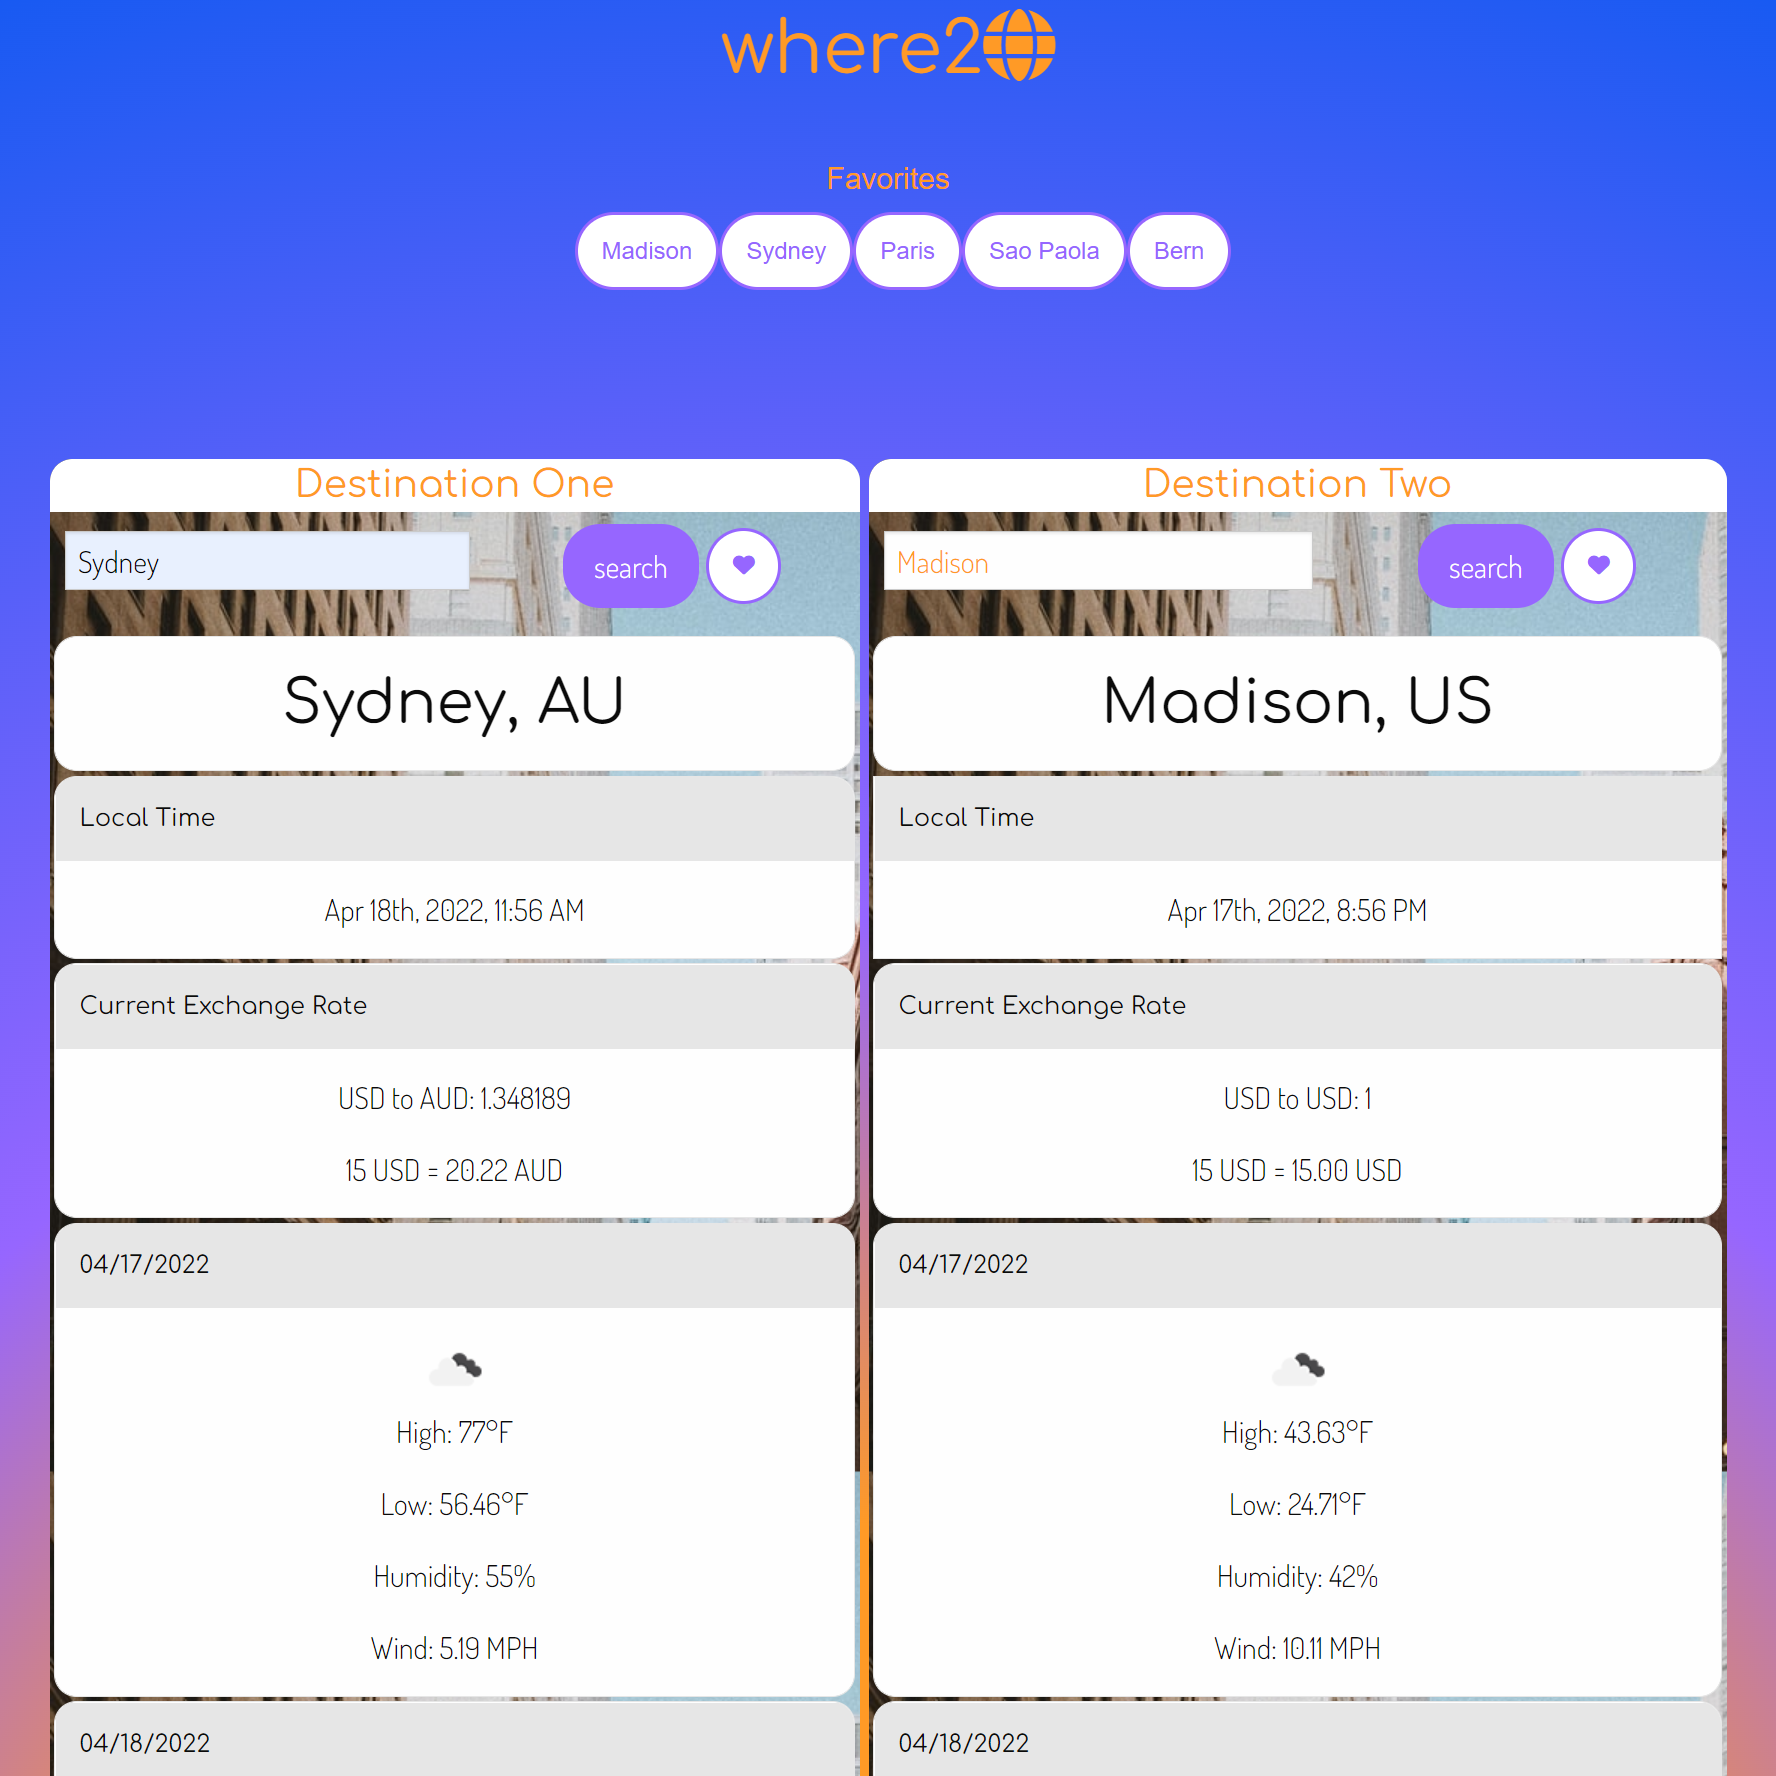 where2
Favorites
Madison Sydney Paris Sao Paola Bern
Destination One
Sydney search
Sydney, AU
Local Time
Apr 18th, 2022, 11:56 AM
Current Exchange Rate
USD to AUD: 1.348189
15 USD = 20.22 AUD
04/17/2022
High: 77°F
Low: 56.46°F
Humidity: 55%
Wind: 5.19 MPH
04/18/2022
Destination Two
Madison search
Madison, US
Local Time
Apr 17th, 2022, 8:56 PM
Current Exchange Rate
USD to USD: 1
15 USD = 15.00 USD
04/17/2022
High: 43.63°F
Low: 24.71°F
Humidity: 42%
Wind: 10.11 MPH
04/18/2022